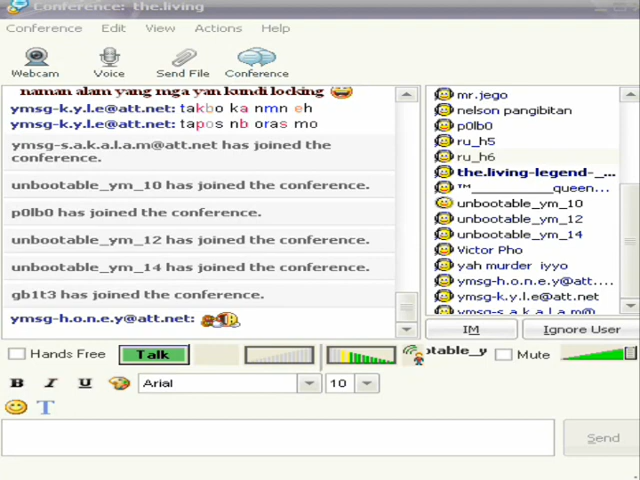 Conference: the.living
Conference Edit View Actions Help
Webcam Voice Send File Conference
naman alam yang mga yan kundi locking
ymsg-k.y.l.e@att.net: takbo ka nmn eh
ymsg-k.y.l.e@att.net: tapos nb oras mo
ymsg-s.a.k.a.l.a.m@att.net has joined the
conference.
unbootable_ym_10 has joined the conference.
p0lb0 has joined the conference.
unbootable_ym_12 has joined the conference.
unbootable_ym_14 has joined the conference.
gb1t3 has joined the conference.
ymsg-h.o.n.e.y@att.net:
mr.jego
nelson pangibitan
p0lb0
ru_h5
ru_h6
the.living-legend-_...
™__________queen...
unbootable_ym_10
unbootable_ym_12
unbootable_ym_14
Victor Pho
yah murder iyyo
ymsg-h.o.n.e.y@att....
ymsg-k.y.l.e@att.net
ymsg-s.a.k.a.l.a.m@
IM Ignore User
Hands Free Talk otable_y Mute
B I U Arial 10
T
Send